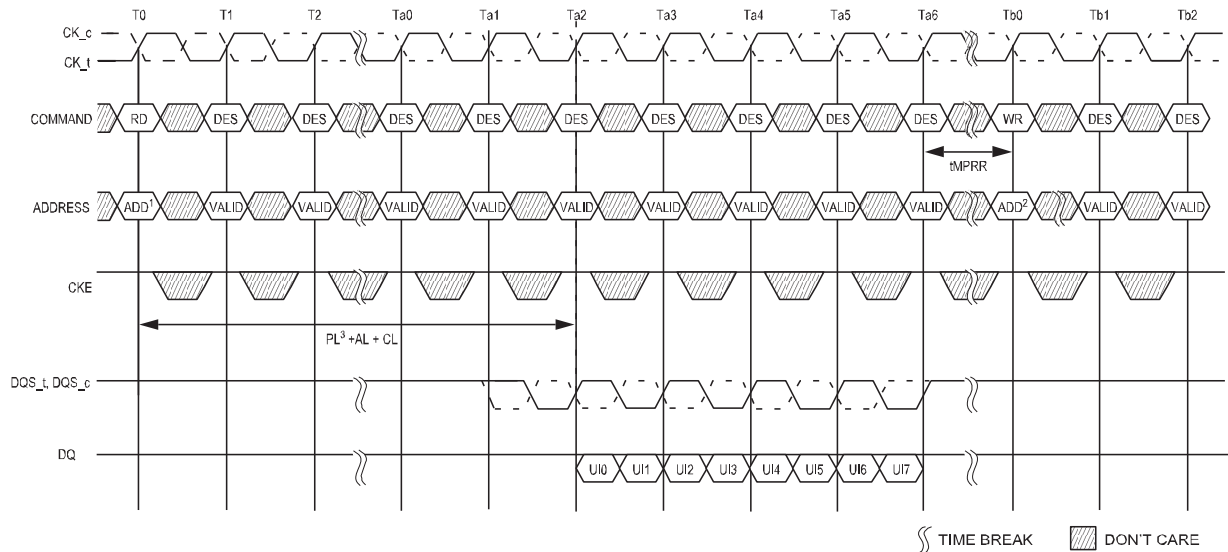 T0 T1 T2 Ta0 Ta1 Ta2 Ta3 Ta4 Ta5 Ta6 Tb0 Tb1 Tb2
CK_c
CK_t
COMMAND RD DES DES DES DES DES DES DES DES DES WR DES DES
tMPRR
ADDRESS ADD¹ VALID VALID VALID VALID VALID VALID VALID VALID VALID ADD² VALID VALID
CKE
PL³ +AL + CL
DQS_t, DQS_c
DQ UI0 UI1 UI2 UI3 UI4 UI5 UI6 UI7
TIME BREAK DON'T CARE